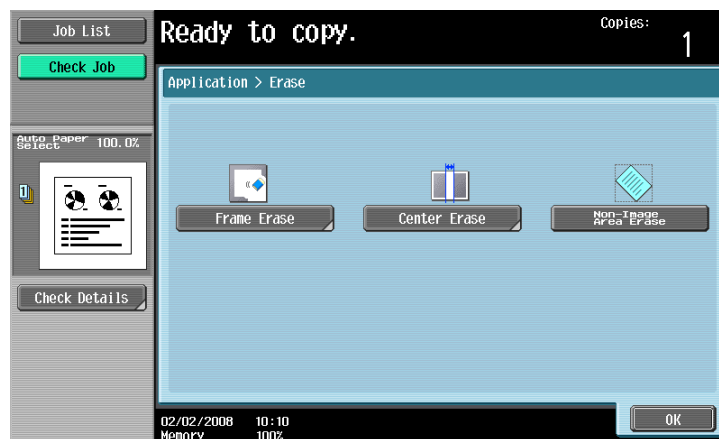 Job List
Ready to copy.
Copies:
1
Check Job
Application > Erase
Auto Paper
Select
100.0%
1
Frame Erase
Center Erase
Non-Image
Area Erase
Check Details
OK
02/02/2008 10:10
Memory 100%